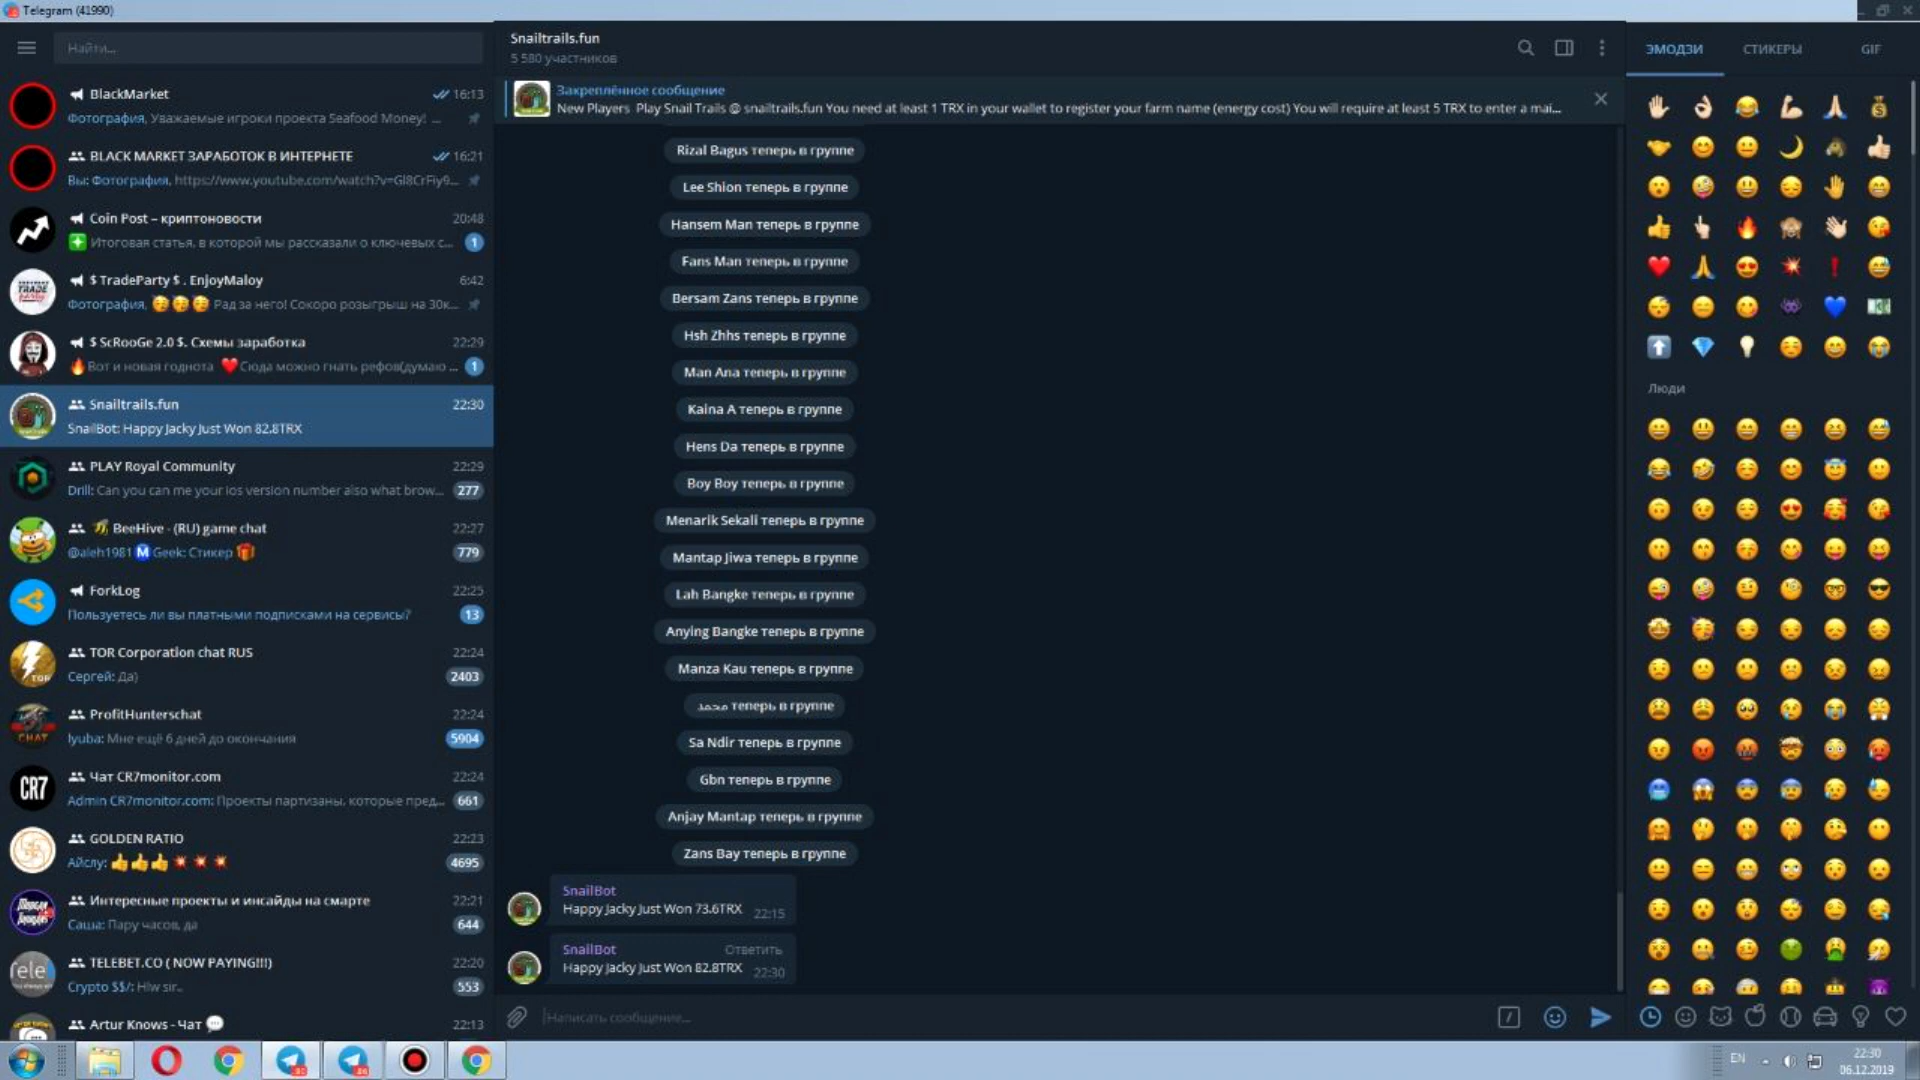 Telegram (41990)
Найти...
BlackMarket 16:13
Фотография, Уважаемые игроки проекта Seafood Money! ...
BLACK MARKET ЗАРАБОТОК В ИНТЕРНЕТЕ 16:21
Вы: Фотография, https://www.youtube.com/watch?v=Gl8CrFiy9...
Coin Post – криптоновости 20:48
Итоговая статья, в которой мы рассказали о ключевых с... 1
$ TradeParty $ . EnjoyMaloy 6:42
Фотография, Рад за него! Сокоро розыгрыш на 30к...
$ ScRooGe 2.0 $. Схемы заработка 22:29
Вот и новая годнота Сюда можно гнать рефов(думаю ... 1
Snailtrails.fun 22:30
SnailBot: Happy Jacky Just Won 82.8TRX
PLAY Royal Community 22:29
Drill: Can you can me your ios version number also what brow... 277
BeeHive - (RU) game chat 22:27
@aleh1981 M Geek: Стикер 779
ForkLog 22:25
Пользуетесь ли вы платными подписками на сервисы? 13
TOR Corporation chat RUS 22:24
Сергей: Да) 2403
ProfitHunterschat 22:24
lyuba: Мне ещё 6 дней до окончания 5904
Чат CR7monitor.com 22:24
Admin CR7monitor.com: Проекты партизаны, которые пред... 661
GOLDEN RATIO 22:23
Айслу: 4695
Интересные проекты и инсайды на смарте 22:21
Саша: Пару часов, да 644
TELEBET.CO ( NOW PAYING!!!) 22:20
Crypto $$/: Hiw sir.. 553
Artur Knows - Чат 22:13
Snailtrails.fun
5 580 участников
Закреплённое сообщение
New Players Play Snail Trails @ snailtrails.fun You need at least 1 TRX in your wallet to register your farm name (energy cost) You will require at least 5 TRX to enter a mai...
Rizal Bagus теперь в группе
Lee Shion теперь в группе
Hansem Man теперь в группе
Fans Man теперь в группе
Bersam Zans теперь в группе
Hsh Zhhs теперь в группе
Man Ana теперь в группе
Kaina A теперь в группе
Hens Da теперь в группе
Boy Boy теперь в группе
Menarik Sekali теперь в группе
Mantap Jiwa теперь в группе
Lah Bangke теперь в группе
Anying Bangke теперь в группе
Manza Kau теперь в группе
محمد теперь в группе
Sa Ndir теперь в группе
Gbn теперь в группе
Anjay Mantap теперь в группе
Zans Bay теперь в группе
SnailBot
Happy Jacky Just Won 73.6TRX 22:15
SnailBot Ответить
Happy Jacky Just Won 82.8TRX 22:30
Написать сообщение...
ЭМОДЗИ СТИКЕРЫ GIF
Люди
EN
22:30
06.12.2019
TRADE
TOR
CHAT
CR7